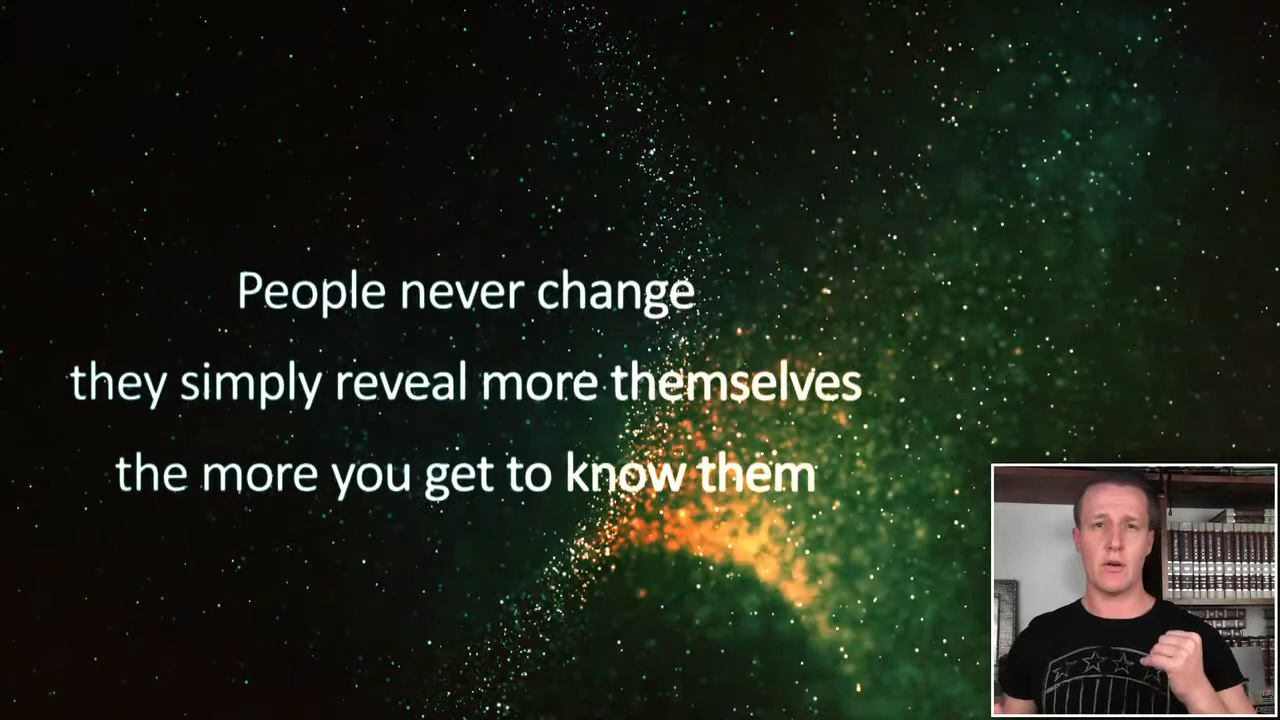 People never change
they simply reveal more themselves
the more you get to know them